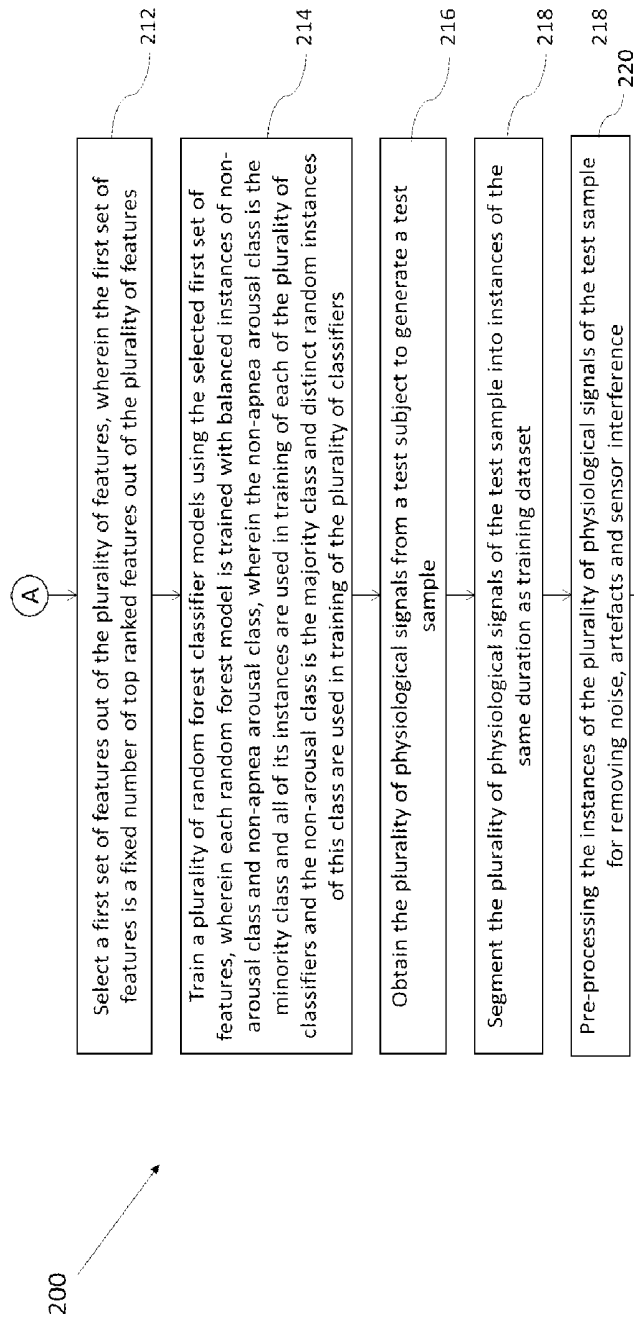 200
A
Select a first set of features out of the plurality of features, wherein the first set of
features is a fixed number of top ranked features out of the plurality of features
212
Train a plurality of random forest classifier models using the selected first set of
features, wherein each random forest model is trained with balanced instances of non-
arousal class and non-apnea arousal class, wherein the non-apnea arousal class is the
minority class and all of its instances are used in training of each of the plurality of
classifiers and the non-arousal class is the majority class and distinct random instances
of this class are used in training of the plurality of classifiers
214
Obtain the plurality of physiological signals from a test subject to generate a test
sample
216
Segment the plurality of physiological signals of the test sample into instances of the
same duration as training dataset
218
Pre-processing the instances of the plurality of physiological signals of the test sample
for removing noise, artefacts and sensor interference
218
220